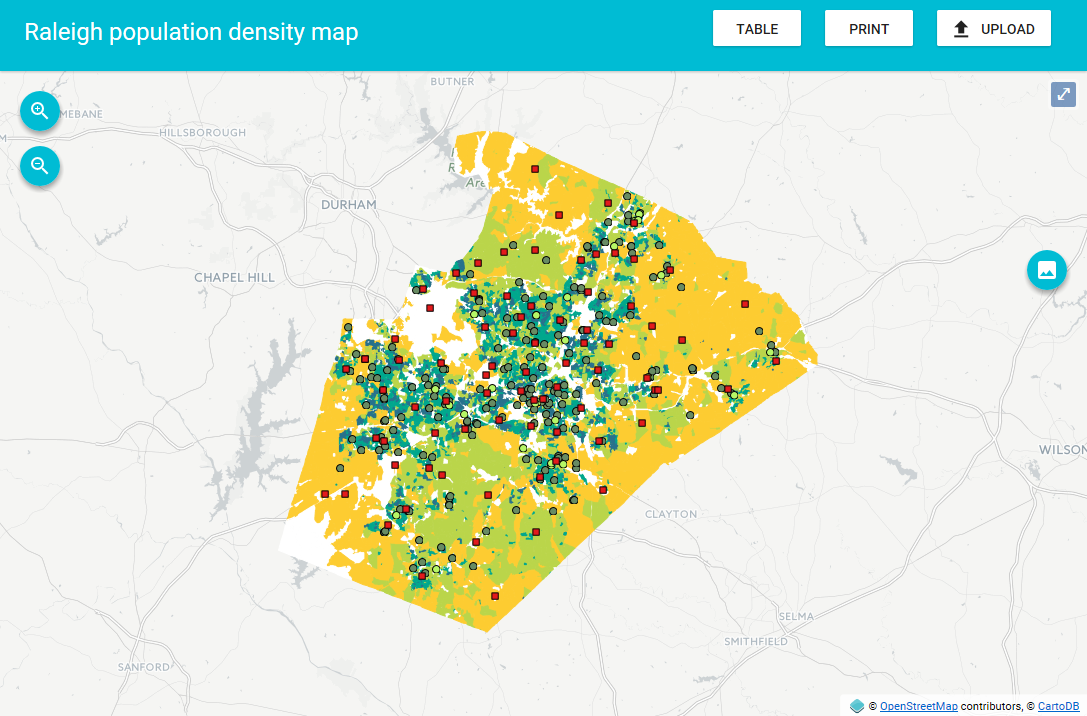 Raleigh population density map
TABLE
PRINT
UPLOAD
BUTNER
MEBANE
HILLSBOROUGH
DURHAM
CHAPEL HILL
WILSON
CLAYTON
SELMA
SMITHFIELD
SANFORD
© OpenStreetMap contributors, © CartoDB